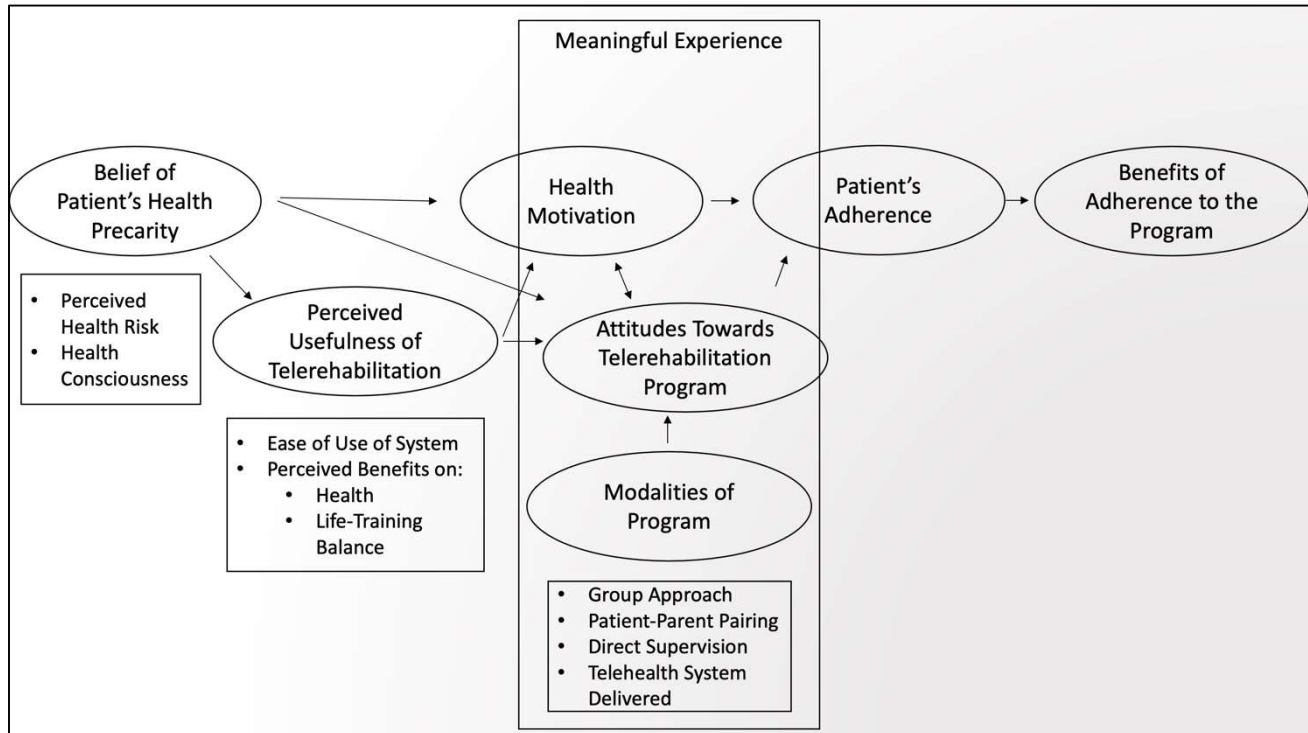 Meaningful Experience
Belief of
Patient's Health
Precarity
Health
Motivation
Patient's
Adherence
Benefits of
Adherence to the
Program
• Perceived
Health Risk
• Health
Consciousness
Perceived
Usefulness of
Telerehabilitation
Attitudes Towards
Telerehabilitation
Program
• Ease of Use of System
• Perceived Benefits on:
• Health
• Life-Training
Balance
Modalities of
Program
• Group Approach
• Patient-Parent Pairing
• Direct Supervision
• Telehealth System
Delivered